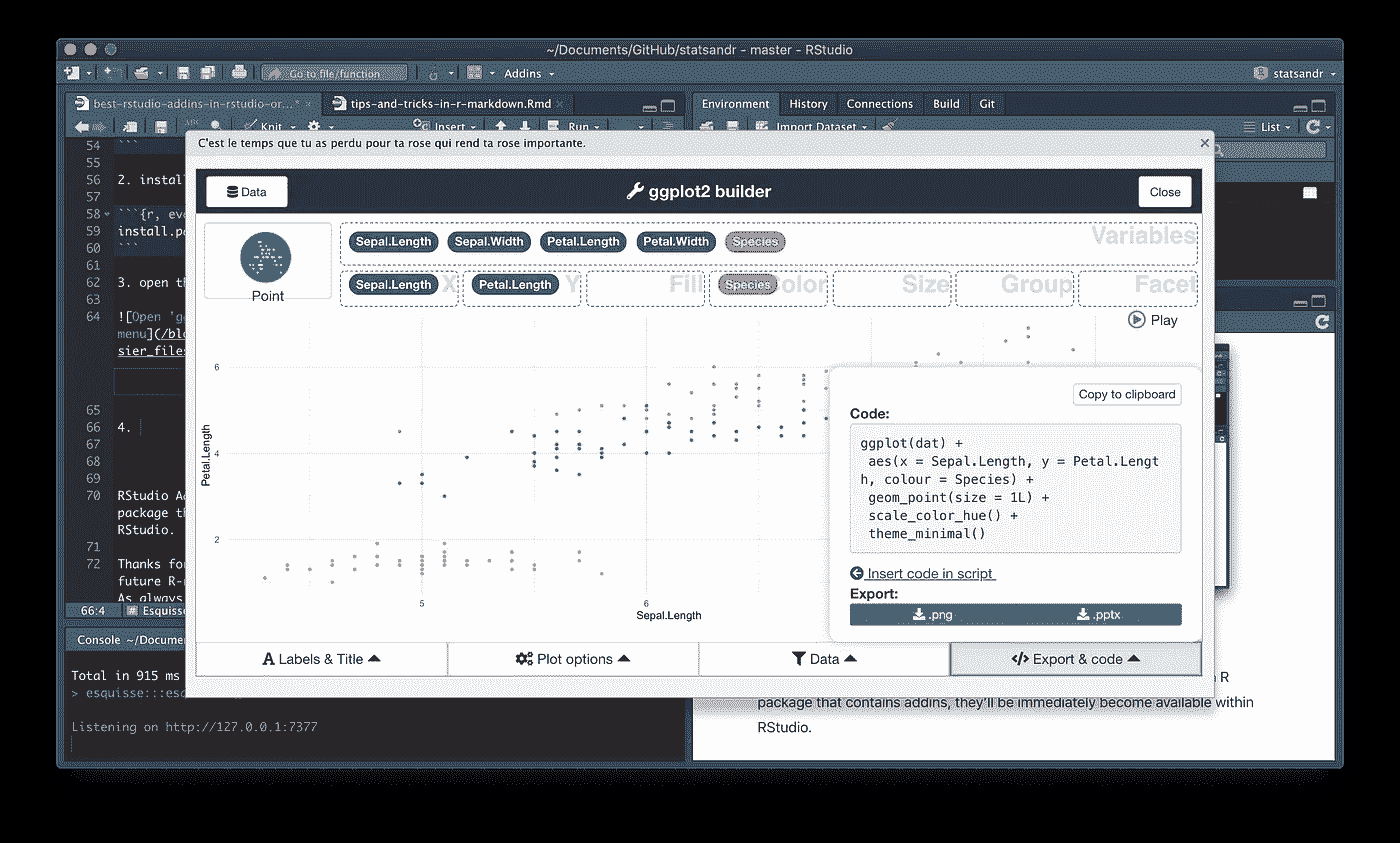 ~/Documents/GitHub/statsandr - master - RStudio
Go to file/function
Addins
statsandr
best-rstudio-addins-in-rstudio-or...*
tips-and-tricks-in-r-markdown.Rmd
Environment
History
Connections
Build
Git
Knit
Insert
Run
Import Dataset
List
C'est le temps que tu as perdu pour ta rose qui rend ta rose importante.
54 ```
55
56 2. instal
57
58 ```{r, eve
59 install.pa
60 ```
61
62 3. open th
63
64 ![Open 'g
menu](/blo
sier_files
65
66 4.
67
68
69
70 RStudio Ad
package th
RStudio.
71
72 Thanks for
future R-
As always
66:4
Esquiss
Data
ggplot2 builder
Close
Point
Sepal.Length
Sepal.Width
Petal.Length
Petal.Width
Species
Variables
Sepal.Length X
Petal.Length Y
Fill
Species olor
Size
Group
Facet
Play
6
4
2
Petal.Length
5
6
Sepal.Length
Copy to clipboard
Code:
ggplot(dat) +
aes(x = Sepal.Length, y = Petal.Lengt
h, colour = Species) +
geom_point(size = 1L) +
scale_color_hue() +
theme_minimal()
Insert code in script
Export:
.png
.pptx
Labels & Title
Plot options
Data
Export & code
Console ~/Docume
Total in 915 ms
> esquisse:::es
Listening on http://127.0.0.1:7377
R
package that contains addins, they'll be immediately become available within
RStudio.